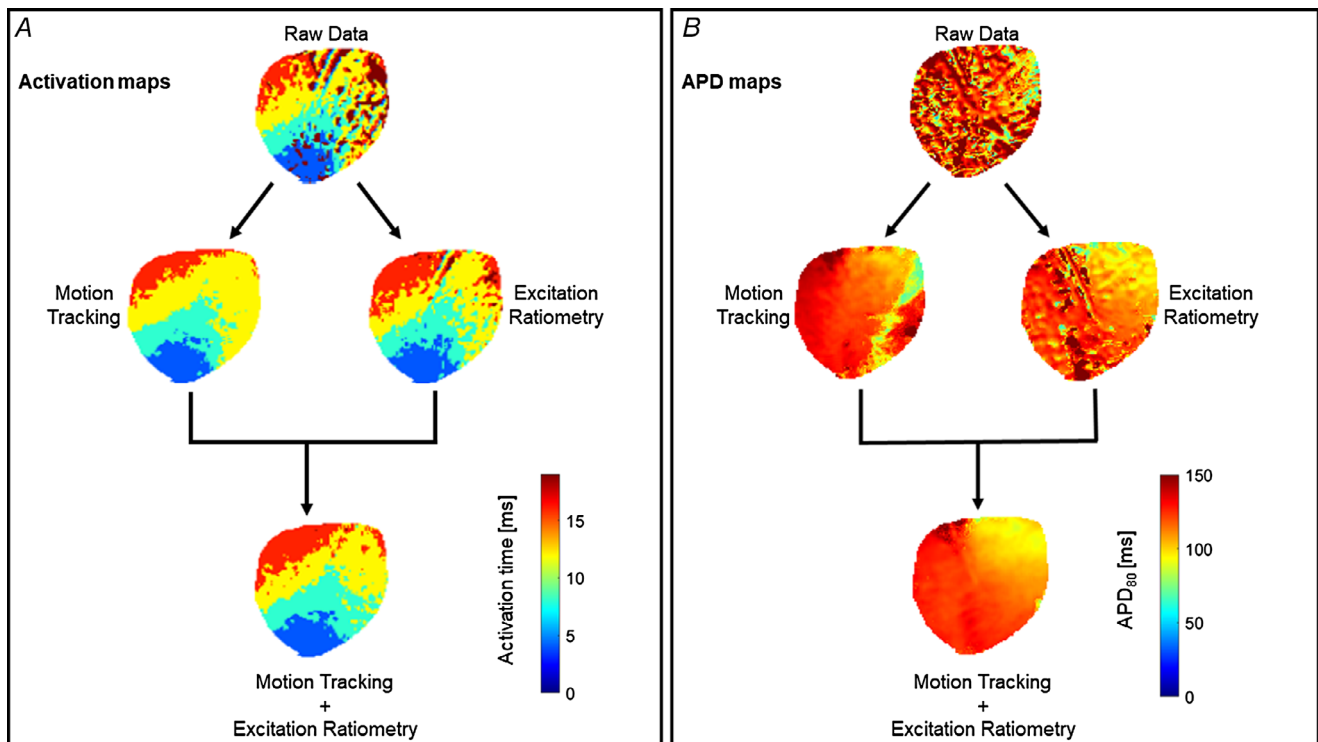 A
Raw Data
Activation maps
Motion
Tracking
Excitation
Ratiometry
Activation time [ms]
15
10
5
0
Motion Tracking
+
Excitation Ratiometry
B
Raw Data
APD maps
Motion
Tracking
Excitation
Ratiometry
APD80 [ms]
150
100
50
0
Motion Tracking
+
Excitation Ratiometry